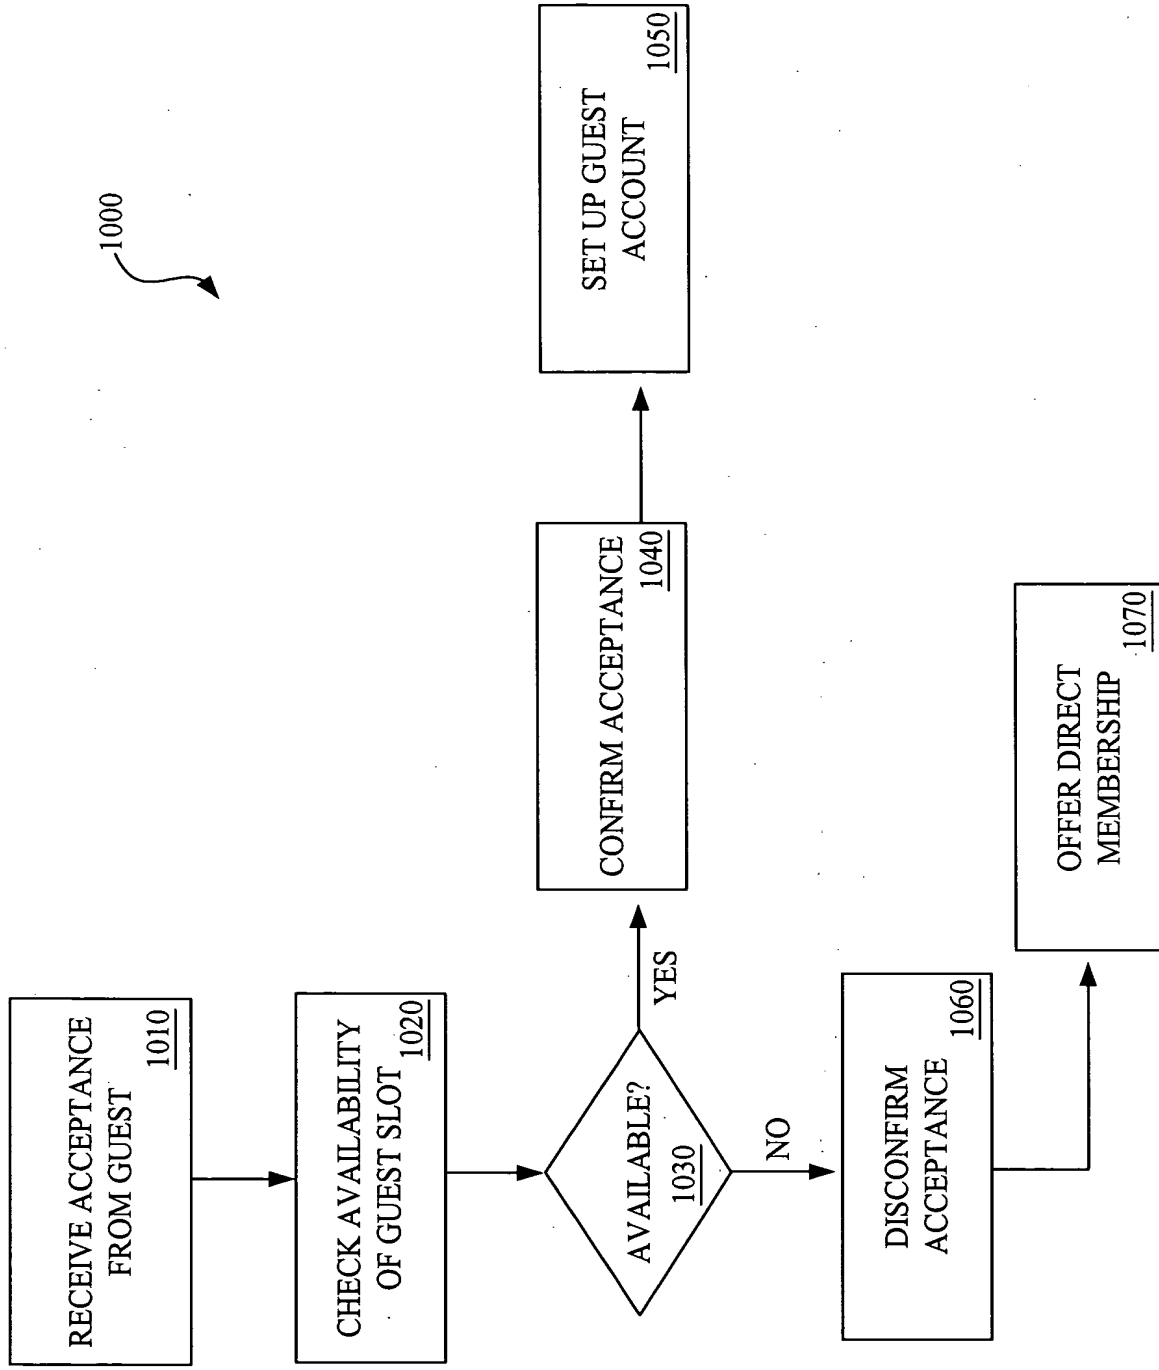 1000
RECEIVE ACCEPTANCE
FROM GUEST
1010
CHECK AVAILABILITY
OF GUEST SLOT
1020
AVAILABLE?
1030
YES
NO
CONFIRM ACCEPTANCE
1040
SET UP GUEST
ACCOUNT
1050
DISCONFIRM
ACCEPTANCE
1060
OFFER DIRECT
MEMBERSHIP
1070